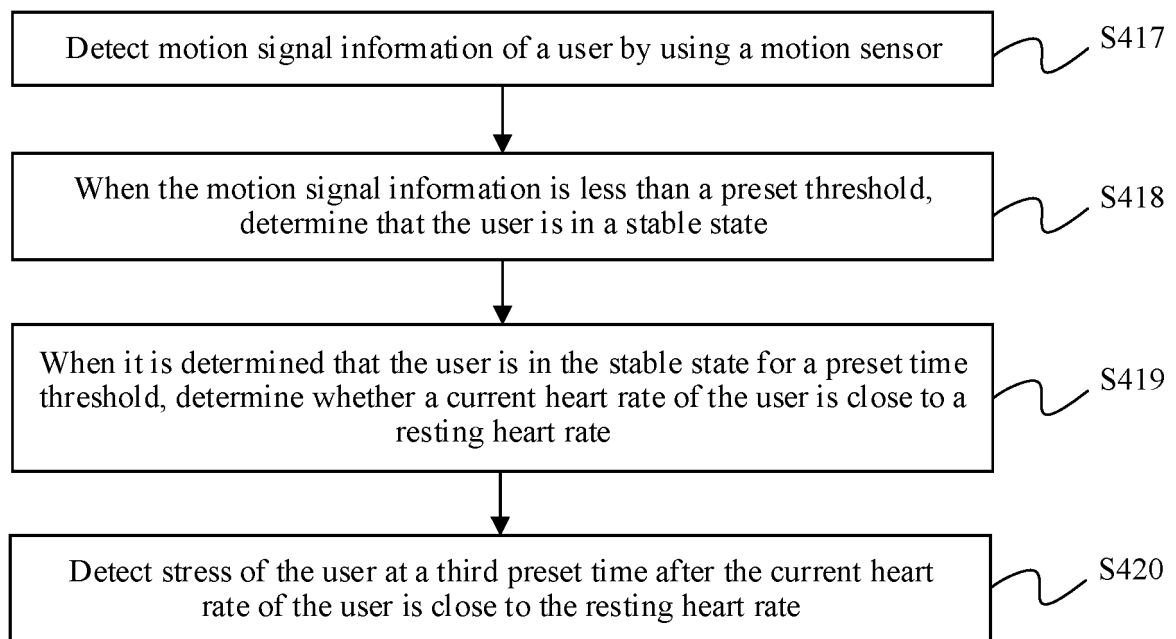 Detect motion signal information of a user by using a motion sensor
S417
When the motion signal information is less than a preset threshold,
determine that the user is in a stable state
S418
When it is determined that the user is in the stable state for a preset time
threshold, determine whether a current heart rate of the user is close to a
resting heart rate
S419
Detect stress of the user at a third preset time after the current heart
rate of the user is close to the resting heart rate
S420